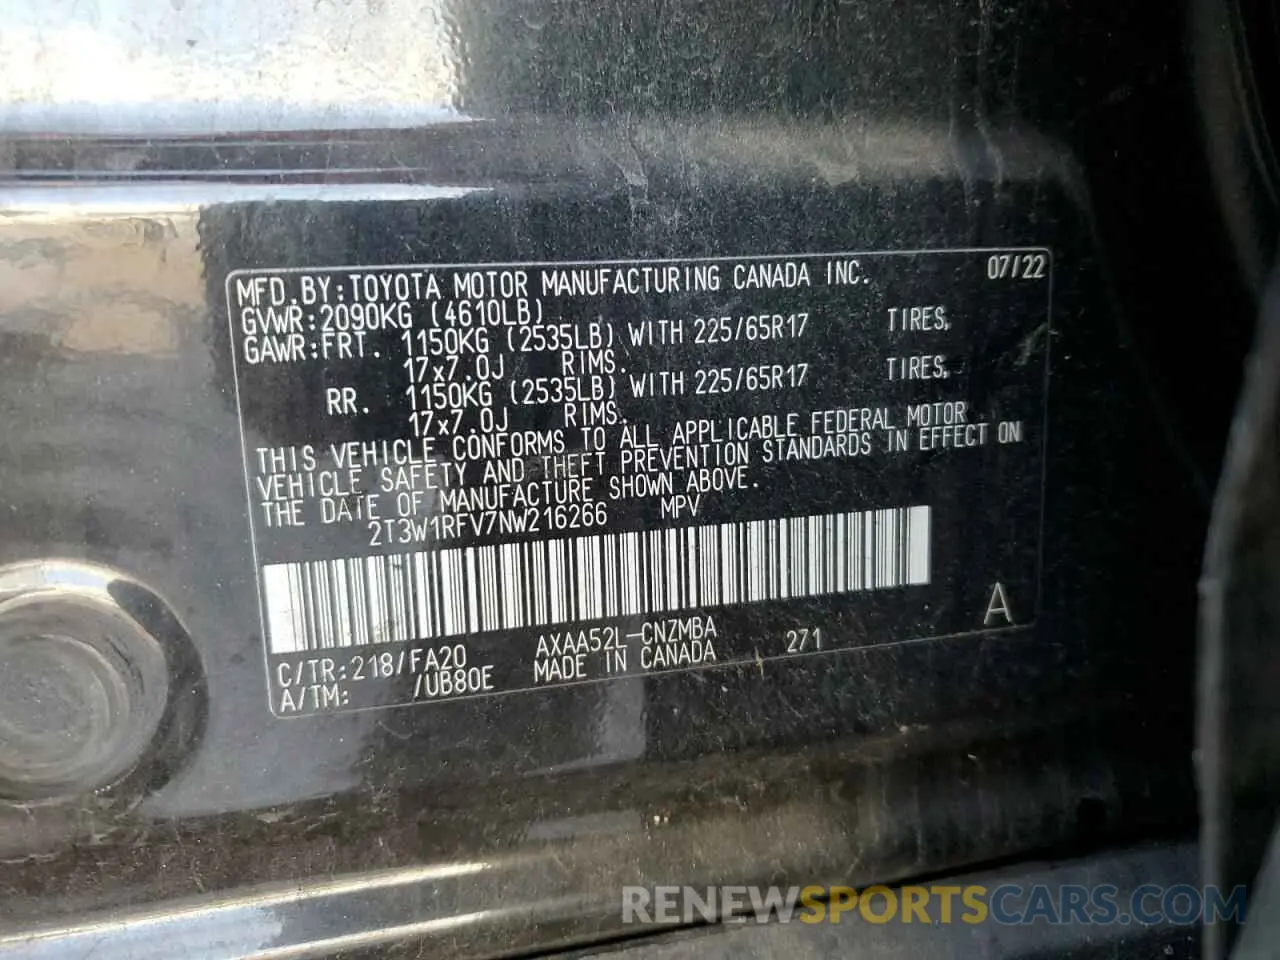 MFD.BY:TOYOTA MOTOR MANUFACTURING CANADA INC. 07/22
GVWR:2090KG (4610LB)
GAWR:FRT. 1150KG (2535LB) WITH 225/65R17 TIRES,
17x7.0J RIMS.
RR. 1150KG (2535LB) WITH 225/65R17 TIRES,
17x7.0J RIMS.
THIS VEHICLE CONFORMS TO ALL APPLICABLE FEDERAL MOTOR
VEHICLE SAFETY AND THEFT PREVENTION STANDARDS IN EFFECT ON
THE DATE OF MANUFACTURE SHOWN ABOVE.
2T3W1RFV7NW216266 MPV
C/TR:218/FA20 AXAA52L-CNZMBA 271 A
A/TM: /UB80E MADE IN CANADA
RENEWSPORTSCARS.COM